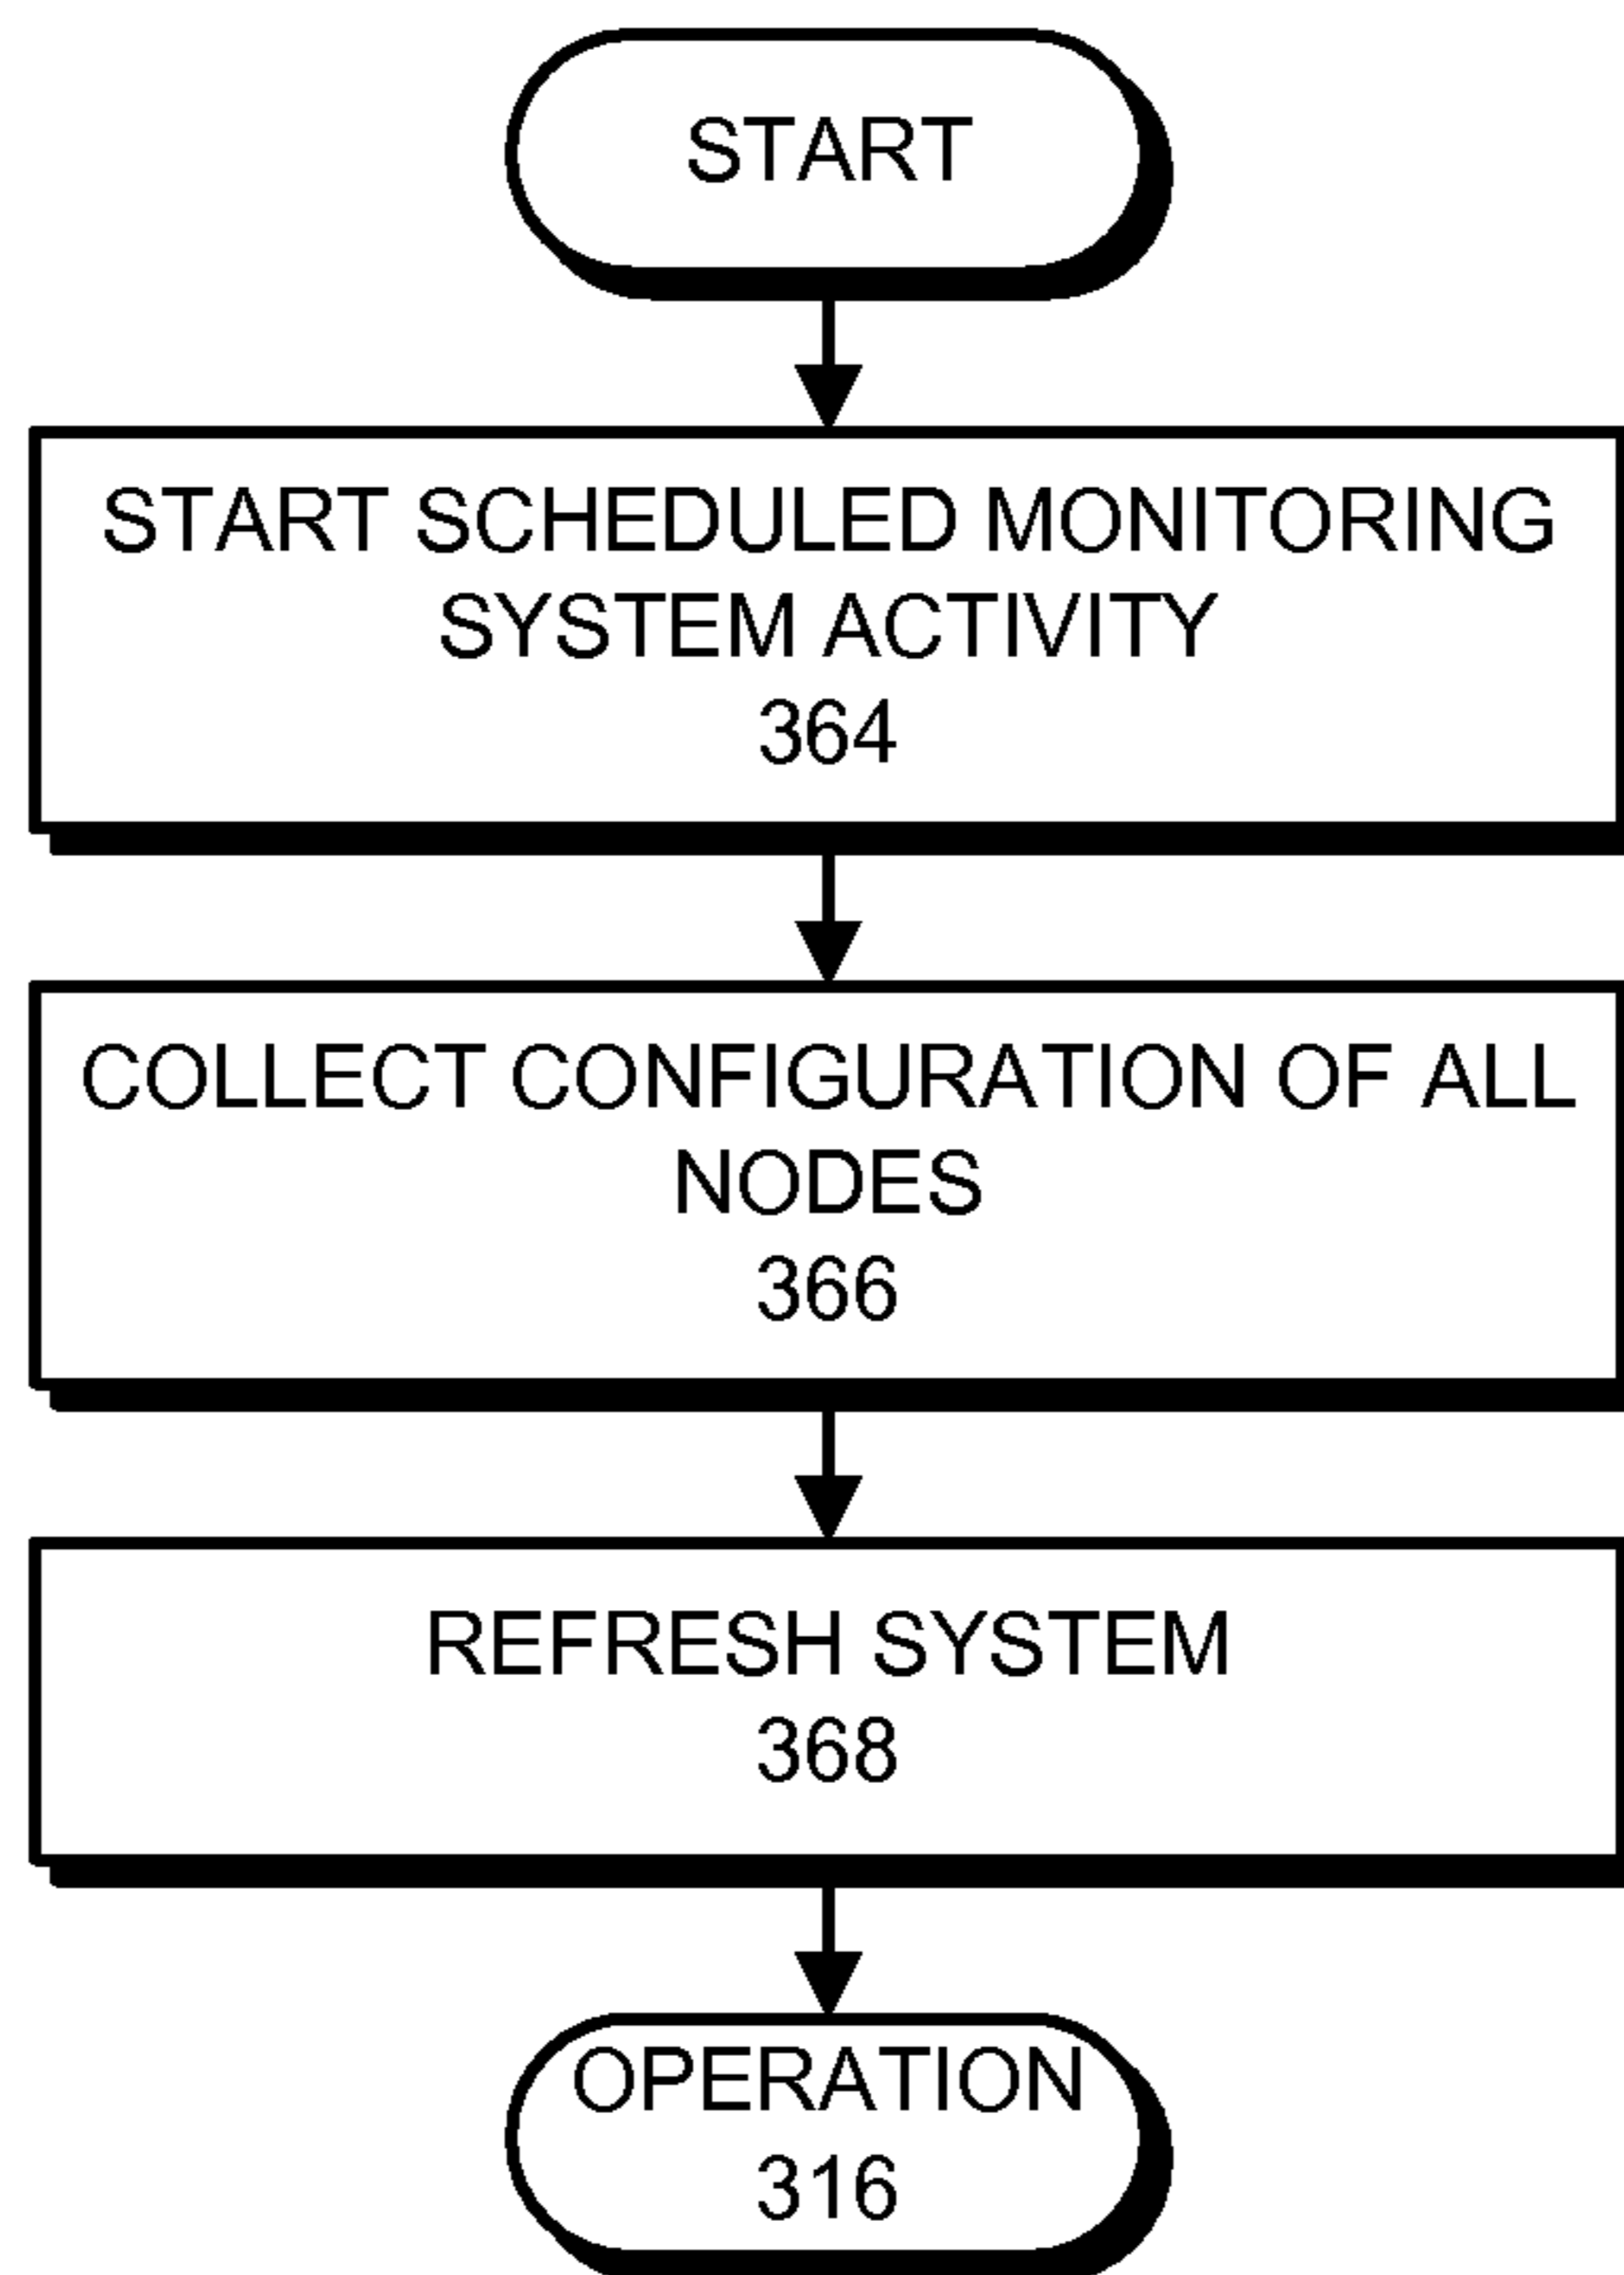 START
START SCHEDULED MONITORING
SYSTEM ACTIVITY
364
COLLECT CONFIGURATION OF ALL
NODES
366
REFRESH SYSTEM
368
OPERATION
316